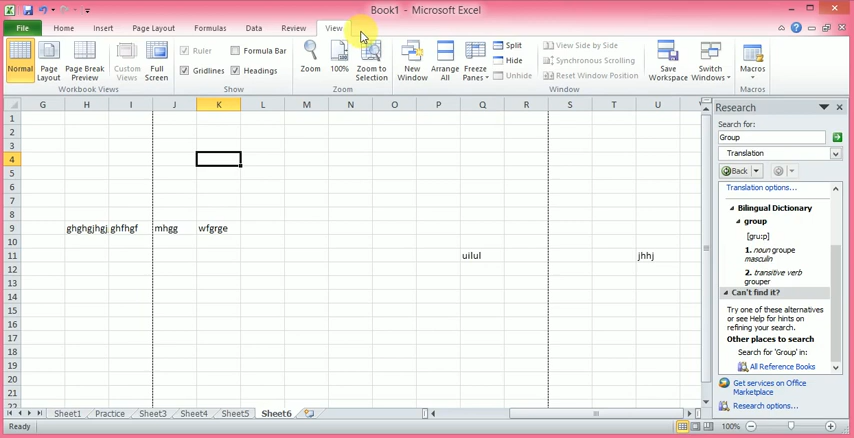 Book1 - Microsoft Excel
File Home Insert Page Layout Formulas Data Review View
Normal Page Layout Page Break Preview Custom Views Full Screen
Workbook Views
Ruler Formula Bar
Gridlines Headings
Show
Zoom 100% Zoom to Selection
Zoom
New Window Arrange All Freeze Panes
Split
Hide
Unhide
View Side by Side
Synchronous Scrolling
Reset Window Position
Window
Save Workspace Switch Windows
Macros
Macros
G H I J K L M N O P Q R S T U
1
2
3
4
5
6
7
8
9 ghghgjhgj ghfhgf mhgg wfgrge
10
11 uilul jhhj
12
13
14
15
16
17
18
19
20
21
22
Research
Search for:
Group
Translation
Back
Translation options...
Bilingual Dictionary
group
[gruːp]
1. noun groupe
masculin
2. transitive verb
grouper
Can't find it?
Try one of these alternatives
or see Help for hints on
refining your search.
Other places to search
Search for 'Group' in:
All Reference Books
Get services on Office
Marketplace
Research options...
Sheet1 Practice Sheet3 Sheet4 Sheet5 Sheet6
Ready 100%